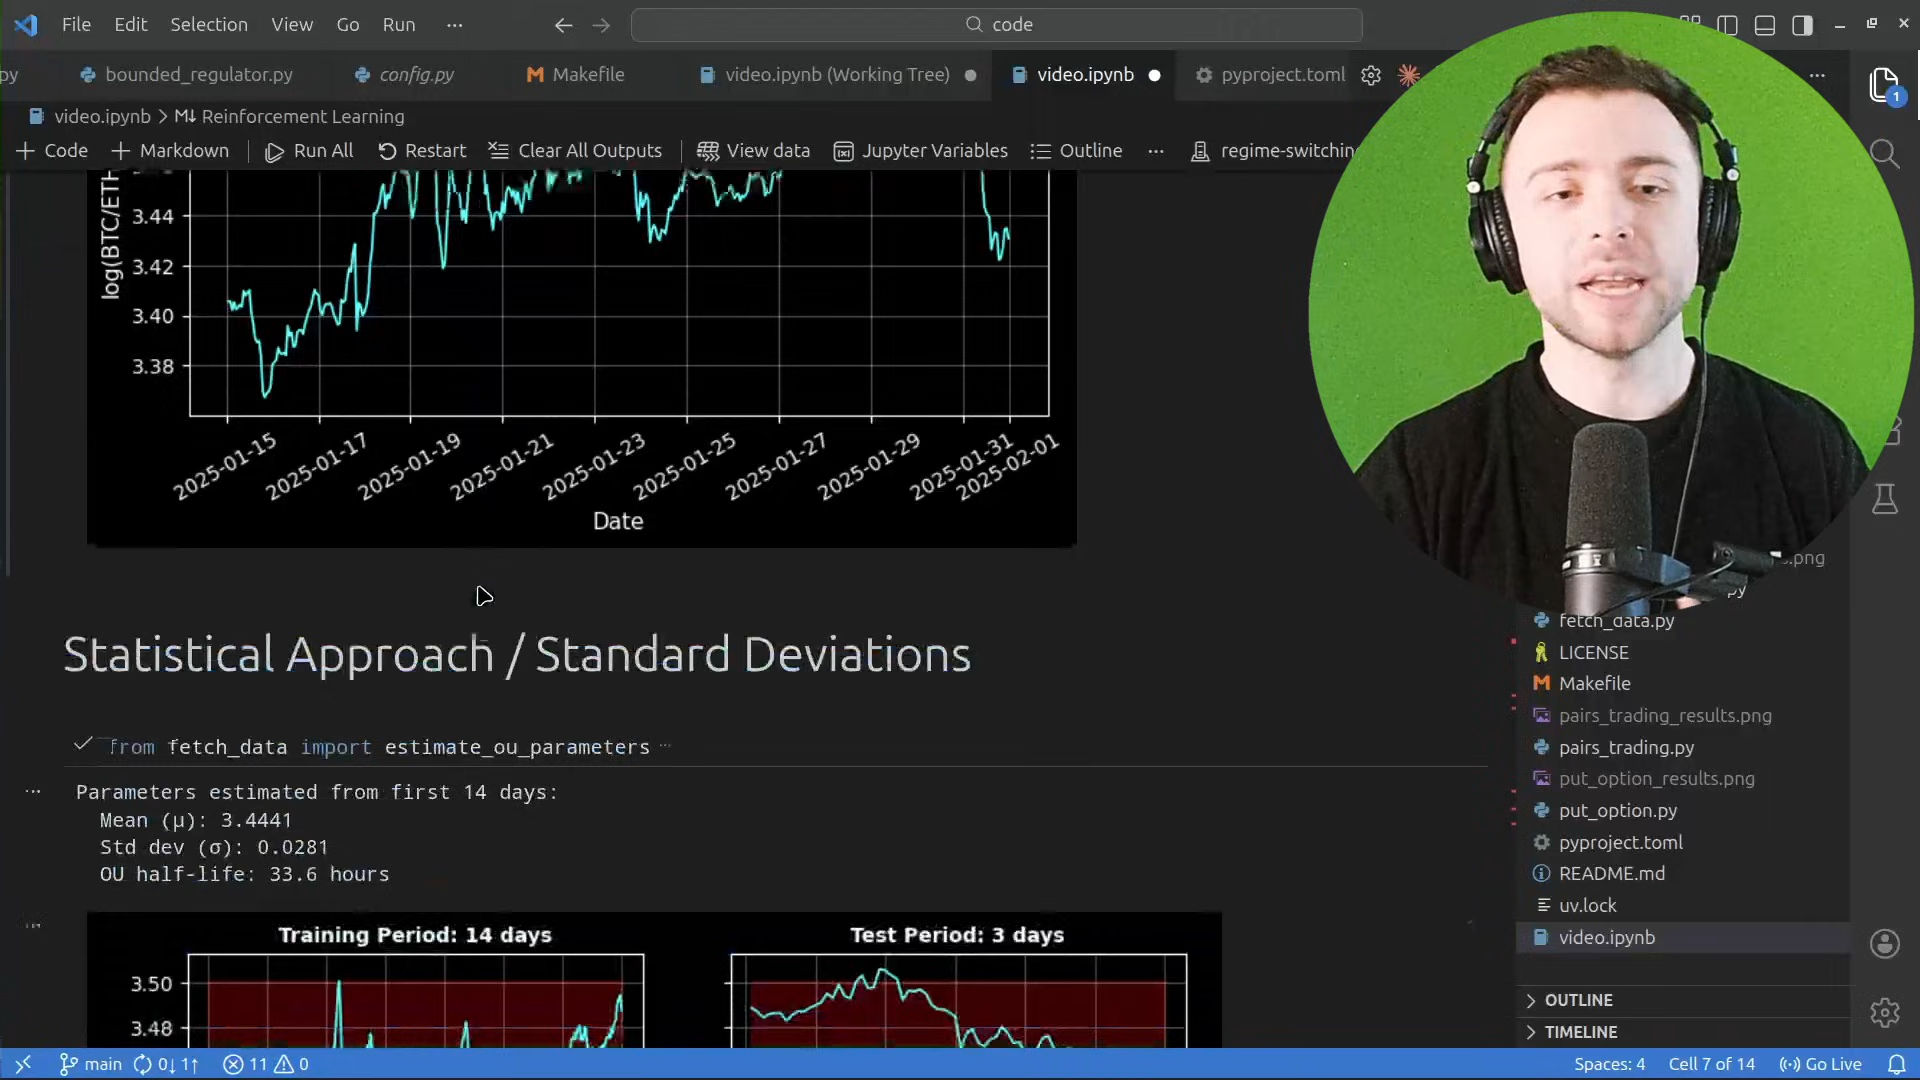 File Edit Selection View Go Run ··· code
py bounded_regulator.py config.py Makefile video.ipynb (Working Tree) video.ipynb pyproject.toml
video.ipynb > Reinforcement Learning
+ Code + Markdown Run All Restart Clear All Outputs View data Jupyter Variables Outline ··· regime-switching
log(BTC/ETH
3.44
3.42
3.40
3.38
2025-01-15 2025-01-17 2025-01-19 2025-01-21 2025-01-23 2025-01-25 2025-01-27 2025-01-29 2025-01-31 2025-02-01
Date
Statistical Approach / Standard Deviations
from fetch_data import estimate_ou_parameters ···
Parameters estimated from first 14 days:
Mean (μ): 3.4441
Std dev (σ): 0.0281
OU half-life: 33.6 hours
Training Period: 14 days
Test Period: 3 days
3.50
3.48
1
.png
py
fetch_data.py
LICENSE
Makefile
pairs_trading_results.png
pairs_trading.py
put_option_results.png
put_option.py
pyproject.toml
README.md
uv.lock
video.ipynb
OUTLINE
TIMELINE
main 0↓ 1↑ 11 0 Spaces: 4 Cell 7 of 14 Go Live